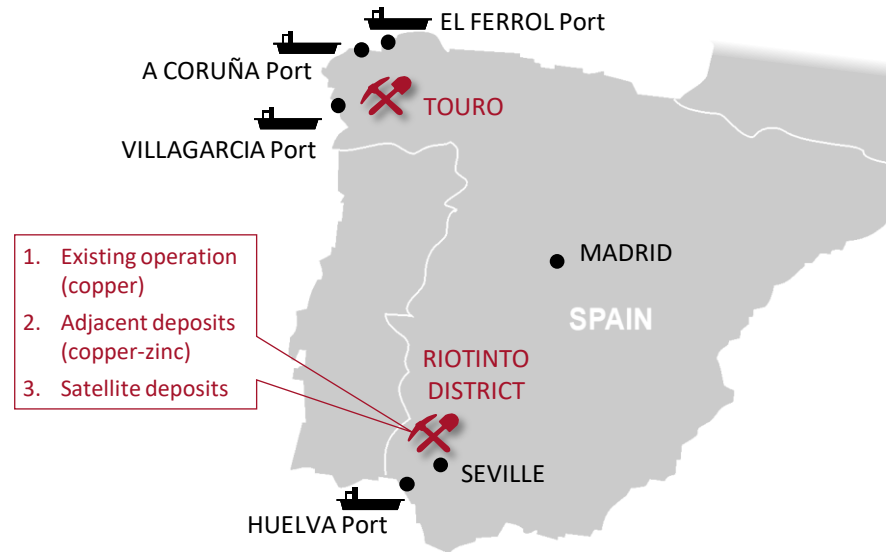 EL FERROL Port
A CORUÑA Port
TOURO
VILLAGARCIA Port
1. Existing operation
(copper)
2. Adjacent deposits
(copper-zinc)
3. Satellite deposits
MADRID
SPAIN
RIOTINTO
DISTRICT
SEVILLE
HUELVA Port